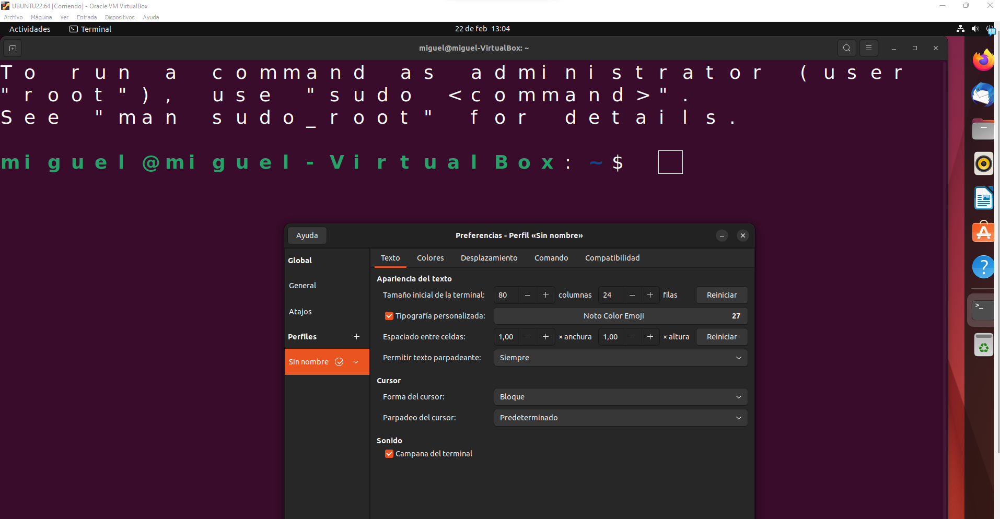 UBUNTU22.64 [Corriendo] - Oracle VM VirtualBox
Archivo Máquina Ver Entrada Dispositivos Ayuda
Actividades Terminal 22 de feb 13:04
miguel@miguel-VirtualBox: ~
To run a command as administrator (user
"root"), use "sudo <command>".
See "man sudo_root" for details.
miguel@miguel-VirtualBox:~$
Ayuda Preferencias - Perfil «Sin nombre»
Global
General
Atajos
Perfiles
Sin nombre
Texto Colores Desplazamiento Comando Compatibilidad
Apariencia del texto
Tamaño inicial de la terminal: 80 − + columnas 24 − + filas Reiniciar
Tipografía personalizada: Noto Color Emoji 27
Espaciado entre celdas: 1,00 − + × anchura 1,00 − + × altura Reiniciar
Permitir texto parpadeante: Siempre
Cursor
Forma del cursor: Bloque
Parpadeo del cursor: Predeterminado
Sonido
Campana del terminal